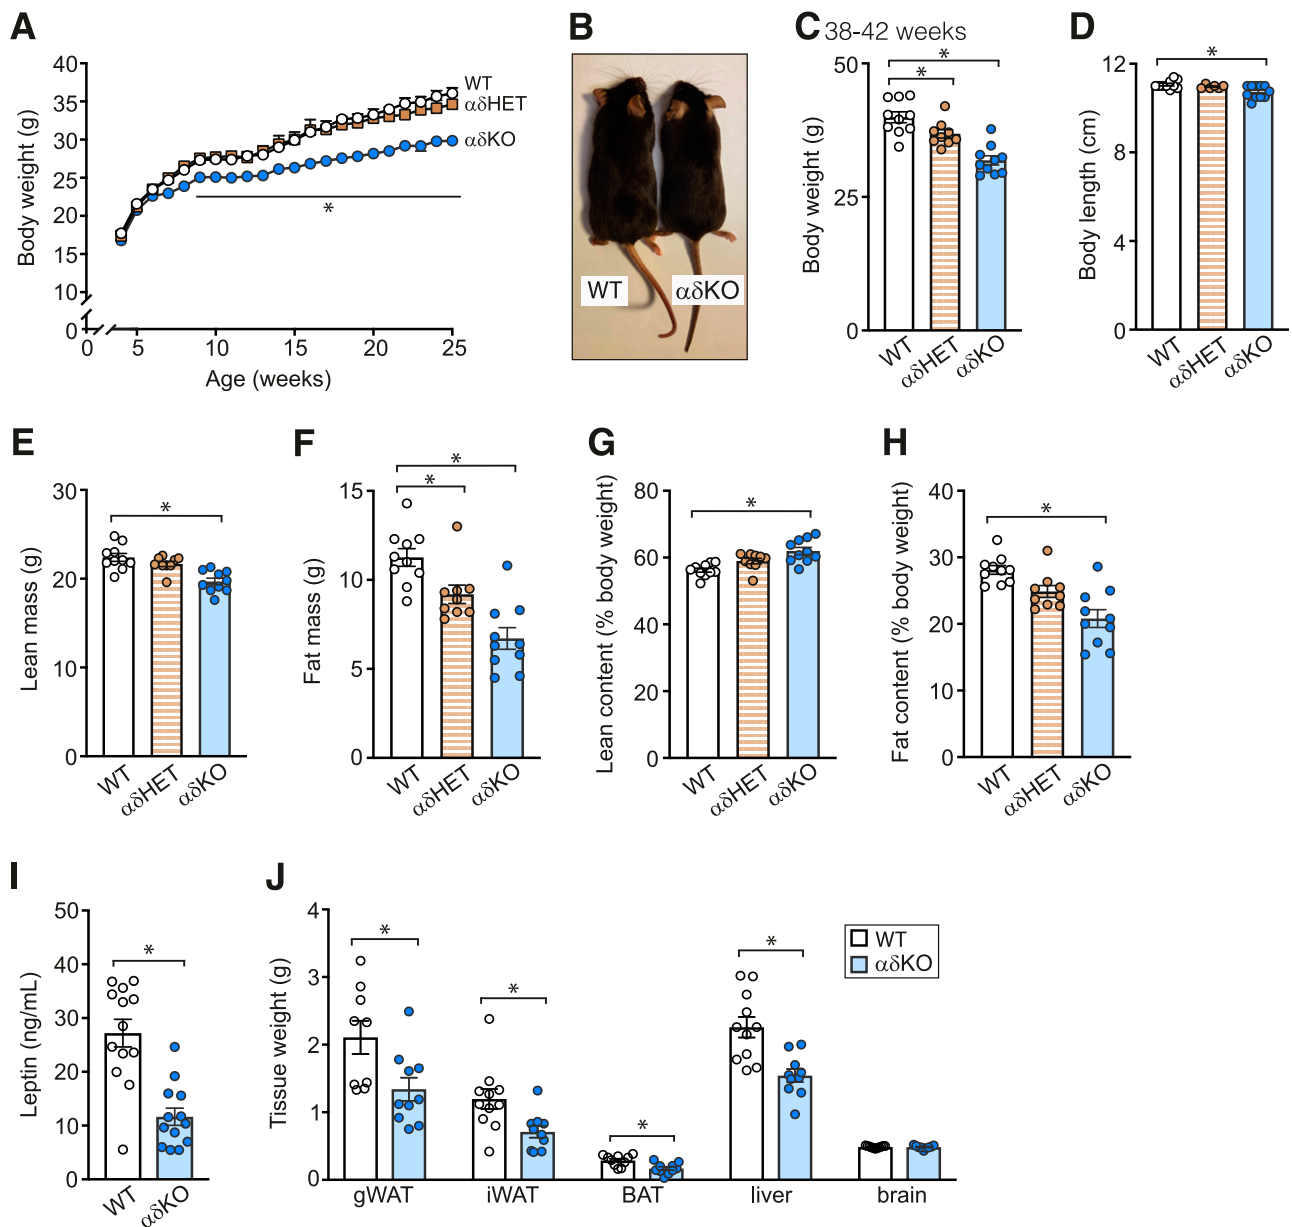 A
Body weight (g)
40
35
30
25
20
15
10
0
0
5
10
15
20
25
Age (weeks)
WT
αδHET
αδKO
*
B
WT
αδKO
C
38-42 weeks
Body weight (g)
50
25
0
*
*
WT
αδHET
αδKO
D
Body length (cm)
12
8
4
0
*
WT
αδHET
αδKO
E
Lean mass (g)
30
20
10
0
*
WT
αδHET
αδKO
F
Fat mass (g)
15
10
5
0
*
*
WT
αδHET
αδKO
G
Lean content (% body weight)
80
60
40
20
0
*
WT
αδHET
αδKO
H
Fat content (% body weight)
40
30
20
10
0
*
WT
αδHET
αδKO
I
Leptin (ng/mL)
50
40
30
20
10
0
*
WT
αδKO
J
Tissue weight (g)
4
3
2
1
0
*
*
*
*
WT
αδKO
gWAT
iWAT
BAT
liver
brain